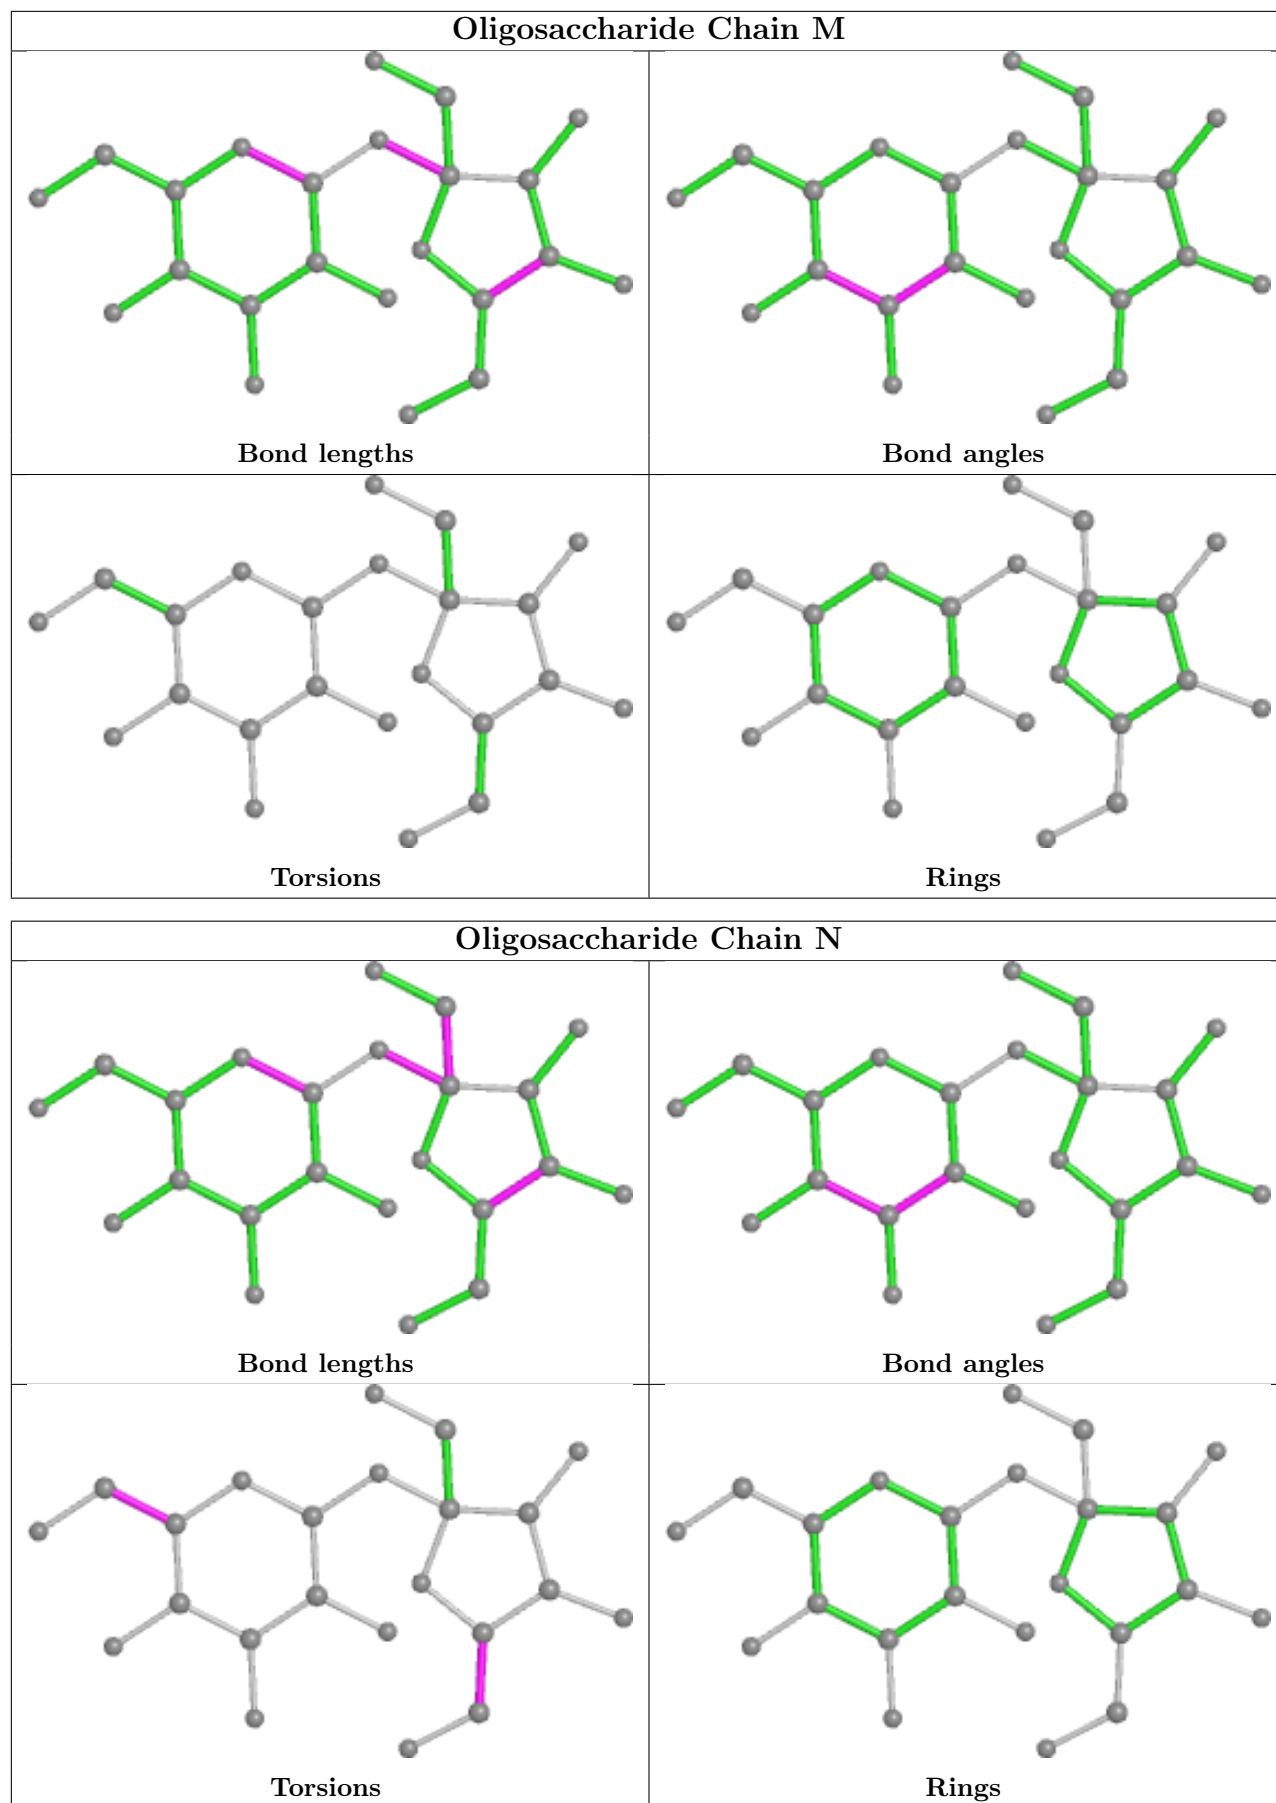 Oligosaccharide Chain M
Bond lengths
Bond angles
Torsions
Rings
Oligosaccharide Chain N
Bond lengths
Bond angles
Torsions
Rings